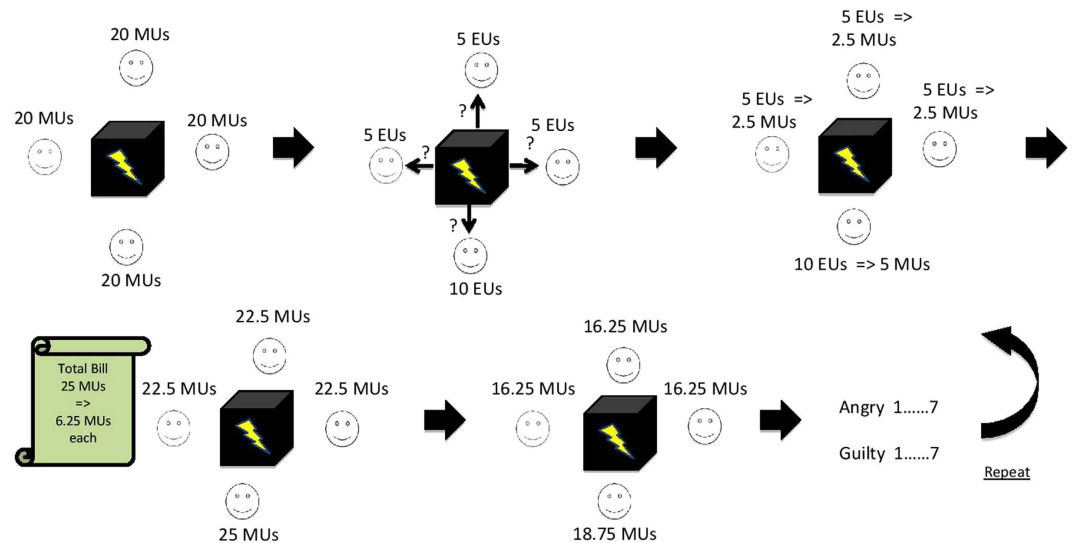 20 MUs
20 MUs
20 MUs
20 MUs
5 EUs
?
5 EUs
?
5 EUs
?
?
10 EUs
5 EUs =>
2.5 MUs
5 EUs =>
2.5 MUs
5 EUs =>
2.5 MUs
10 EUs => 5 MUs
Total Bill
25 MUs
=>
6.25 MUs
each
22.5 MUs
22.5 MUs
22.5 MUs
25 MUs
16.25 MUs
16.25 MUs
16.25 MUs
18.75 MUs
Angry 1......7
Guilty 1......7
Repeat